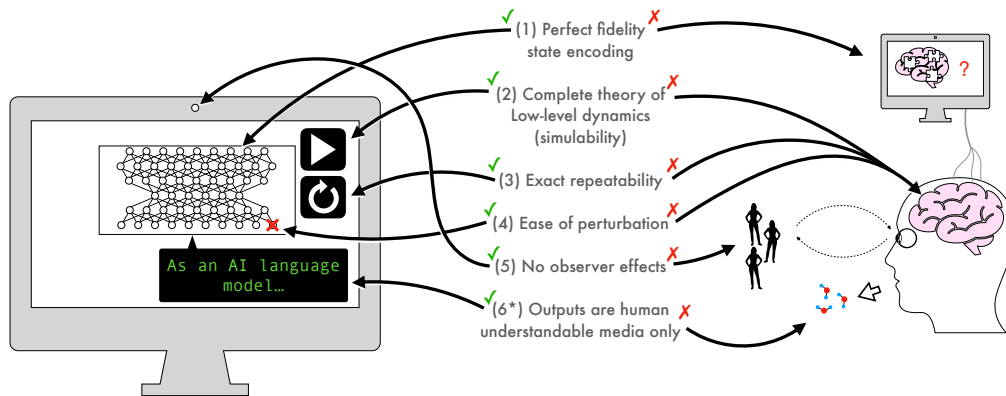 (1) Perfect fidelity
state encoding
?
(2) Complete theory of
Low-level dynamics
(simulability)
(3) Exact repeatability
(4) Ease of perturbation
As an AI language
model…
(5) No observer effects
(6*) Outputs are human
understandable media only